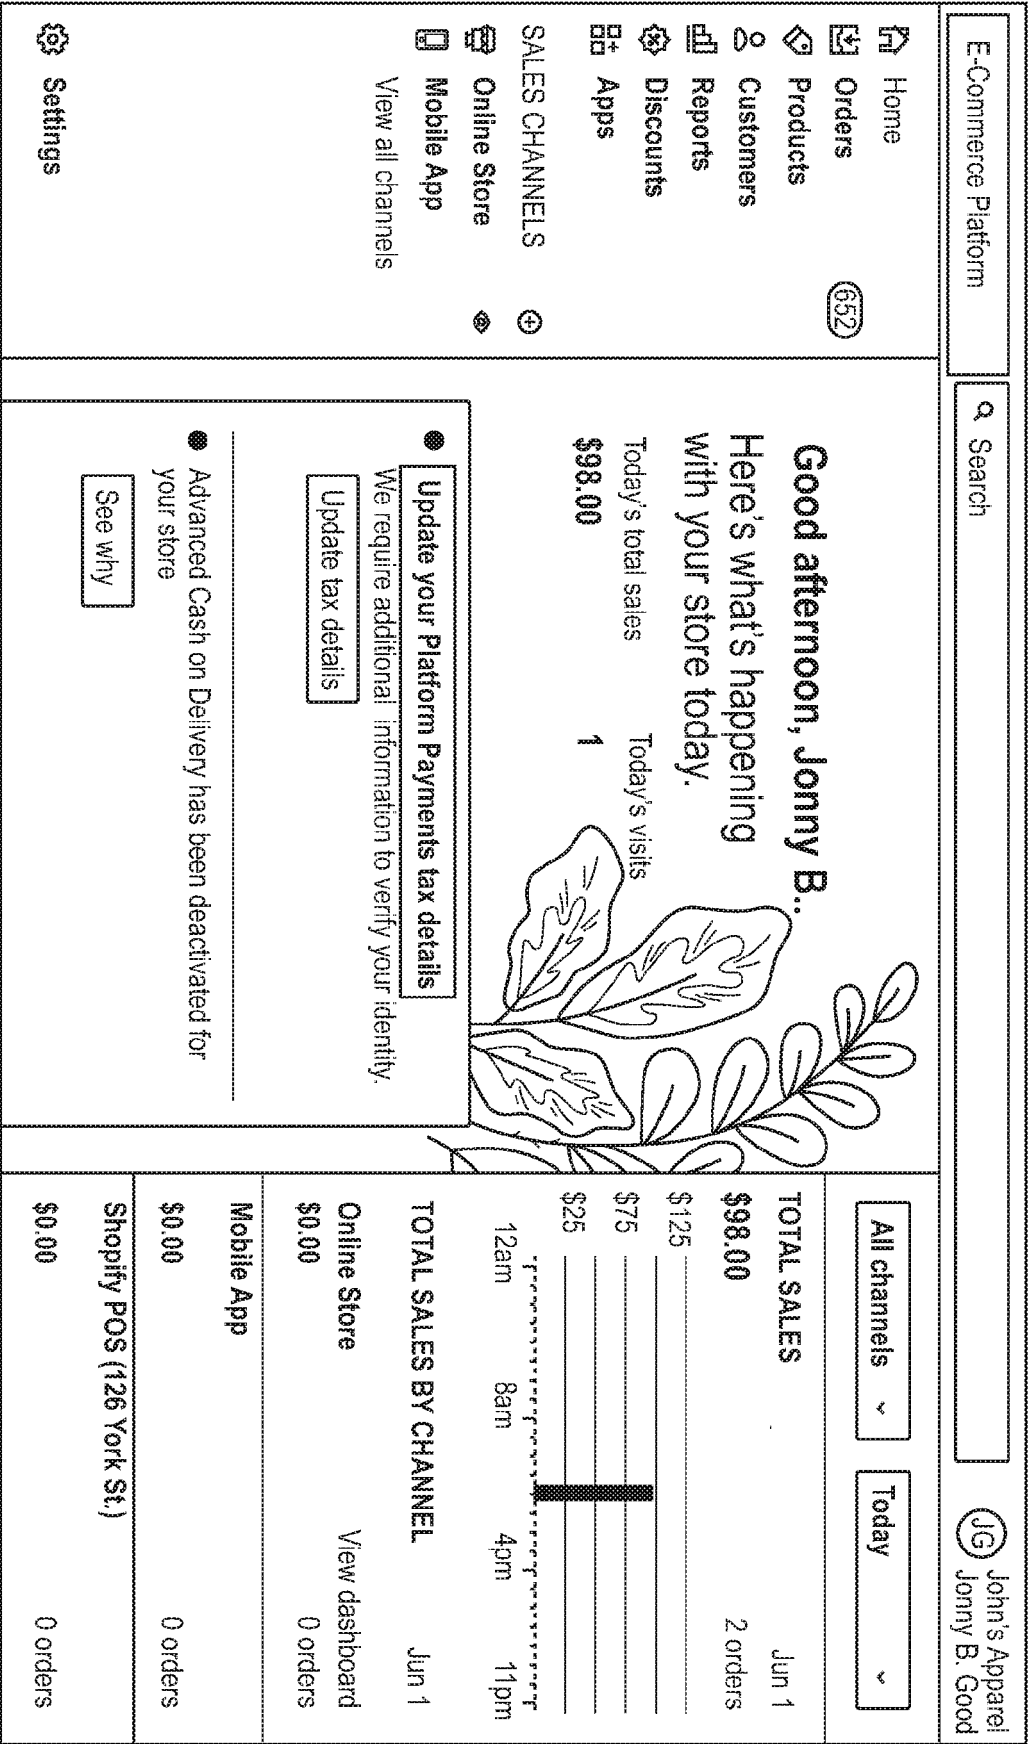 E-Commerce Platform
Search
JG
John's Apparel
Jonny B. Good
Home
Orders
652
Products
Customers
Reports
Discounts
Apps
SALES CHANNELS
Online Store
Mobile App
View all channels
Settings
Good afternoon, Jonny B..
Here's what's happening
with your store today.
Today's total sales
Today's visits
$98.00
1
Update your Platform Payments tax details
We require additional information to verify your identity.
Update tax details
Advanced Cash on Delivery has been deactivated for
your store
See why
All channels
Today
TOTAL SALES
Jun 1
$98.00
2 orders
$125
$75
$25
12am 8am 4pm 11pm
TOTAL SALES BY CHANNEL
Jun 1
Online Store
View dashboard
$0.00
0 orders
Mobile App
$0.00
0 orders
Shopify POS (126 York St.)
$0.00
0 orders